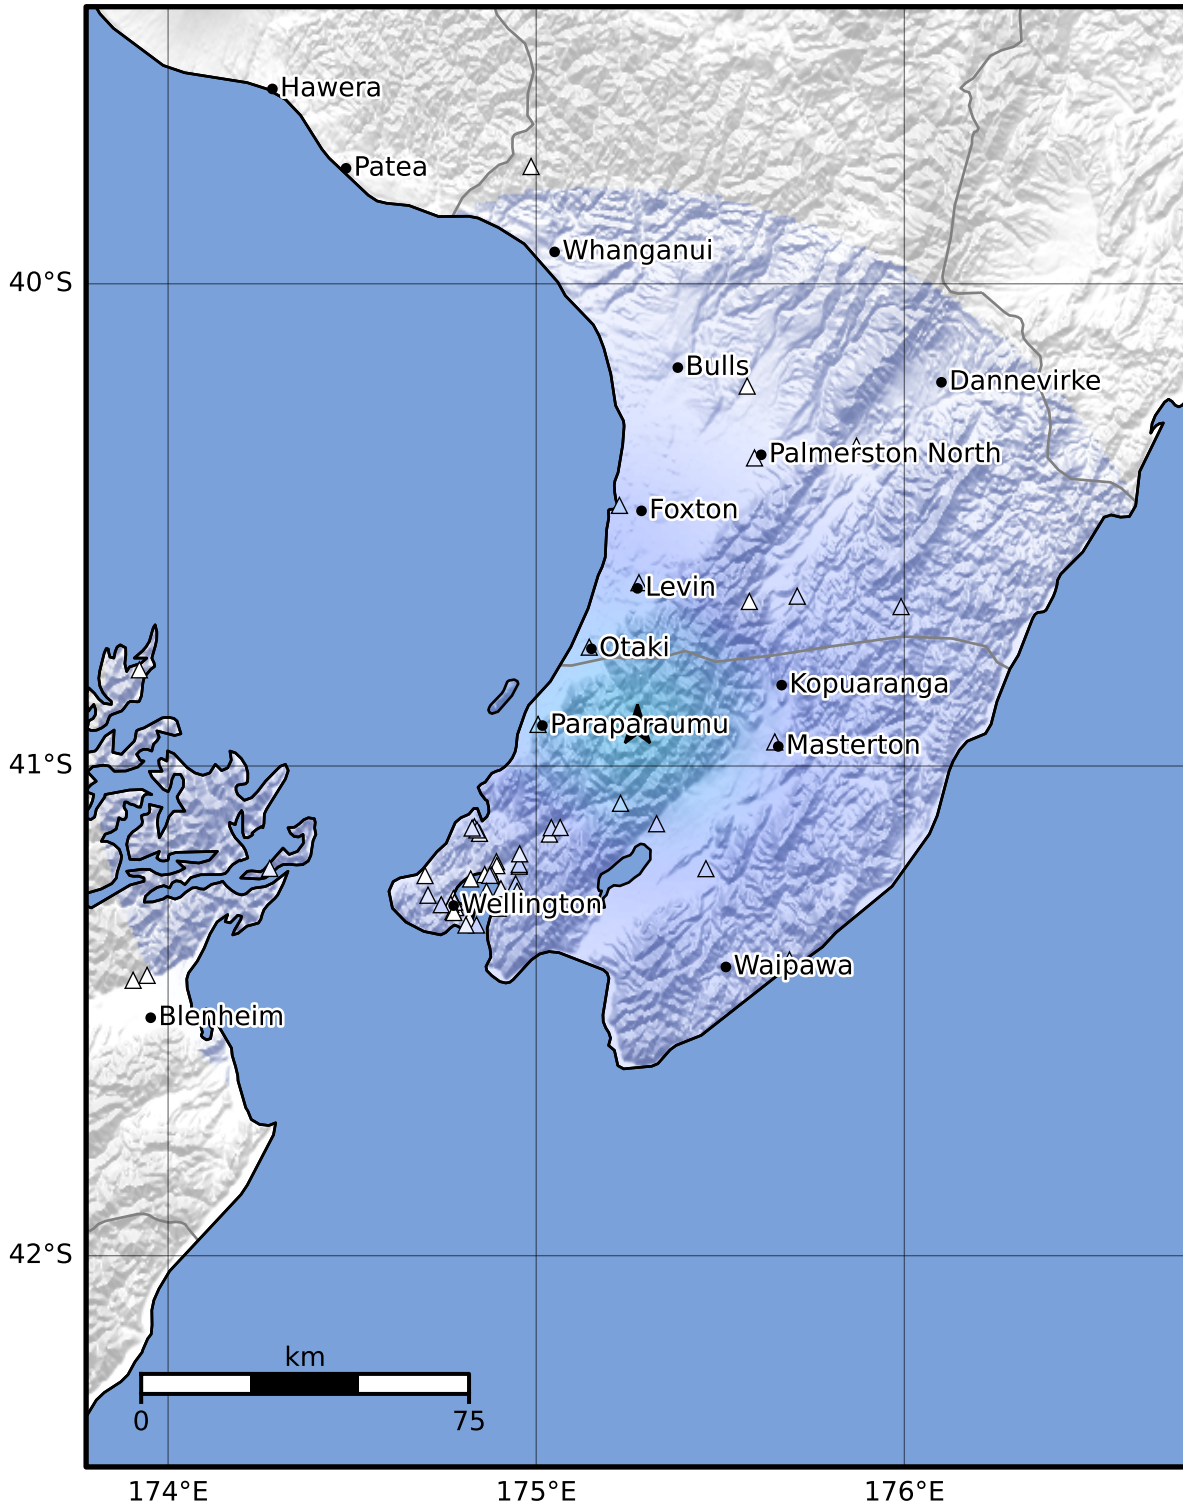 Hawera
Patea
Whanganui
40°S
Bulls
Dannevirke
Palmerston North
Foxton
Levin
Otaki
Kopuaranga
Paraparaumu
Masterton
41°S
Wellington
Waipawa
Blenheim
42°S
km
0 75
174°E 175°E 176°E